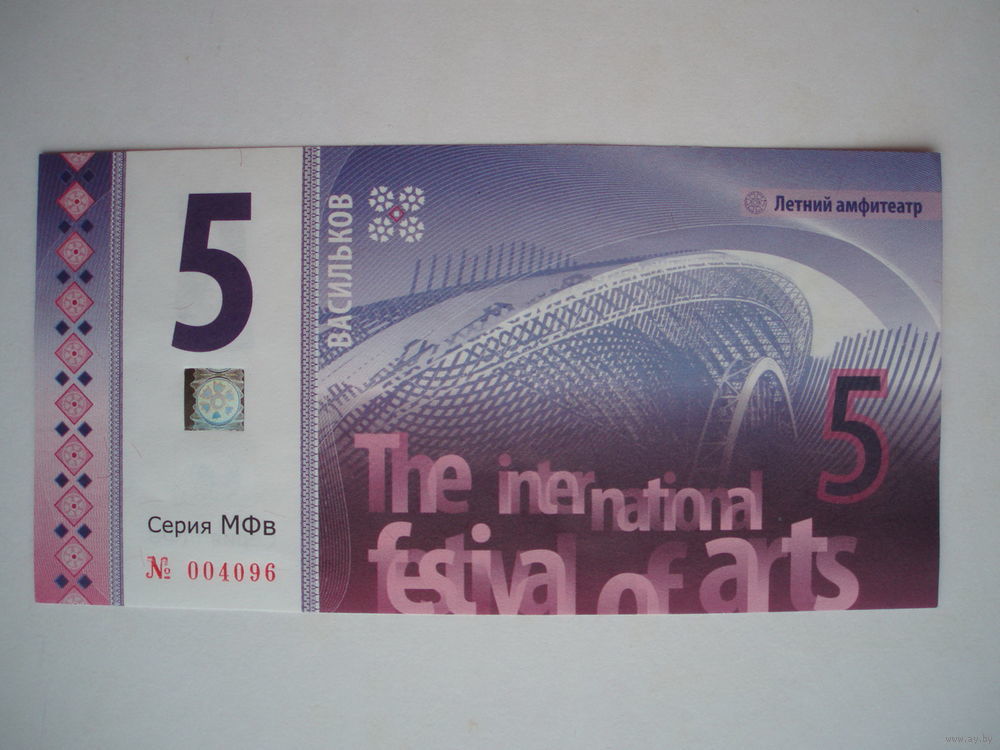 5
Серия МФв
№ 004096
ВАСИЛЬКОВ
Летний амфитеатр
5
The international
festival of arts
www.ay.by